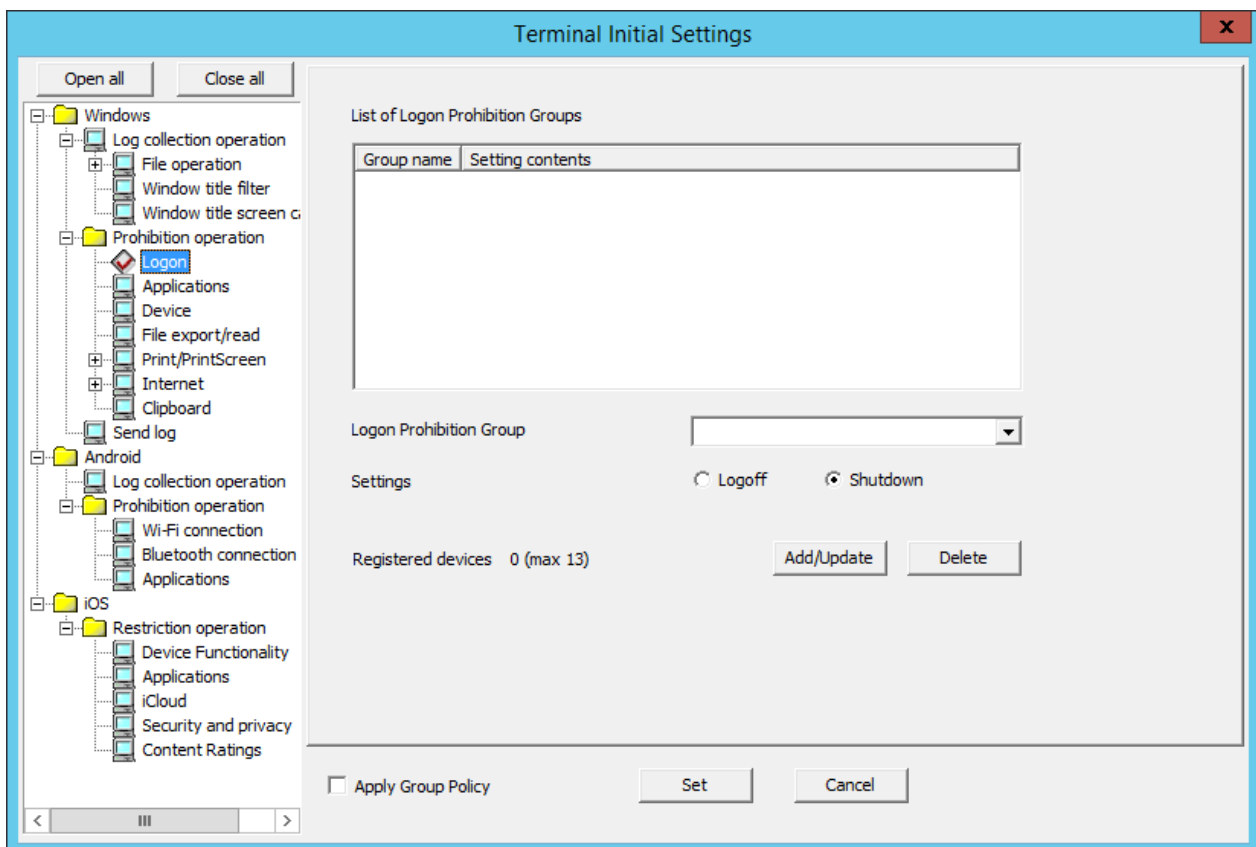 Terminal Initial Settings
x
Open all
Close all
Windows
Log collection operation
File operation
Window title filter
Window title screen ca
Prohibition operation
Logon
Applications
Device
File export/read
Print/PrintScreen
Internet
Clipboard
Send log
Android
Log collection operation
Prohibition operation
Wi-Fi connection
Bluetooth connection
Applications
iOS
Restriction operation
Device Functionality
Applications
iCloud
Security and privacy
Content Ratings
List of Logon Prohibition Groups
Group name Setting contents
Logon Prohibition Group
Settings Logoff Shutdown
Registered devices 0 (max 13) Add/Update Delete
Apply Group Policy Set Cancel